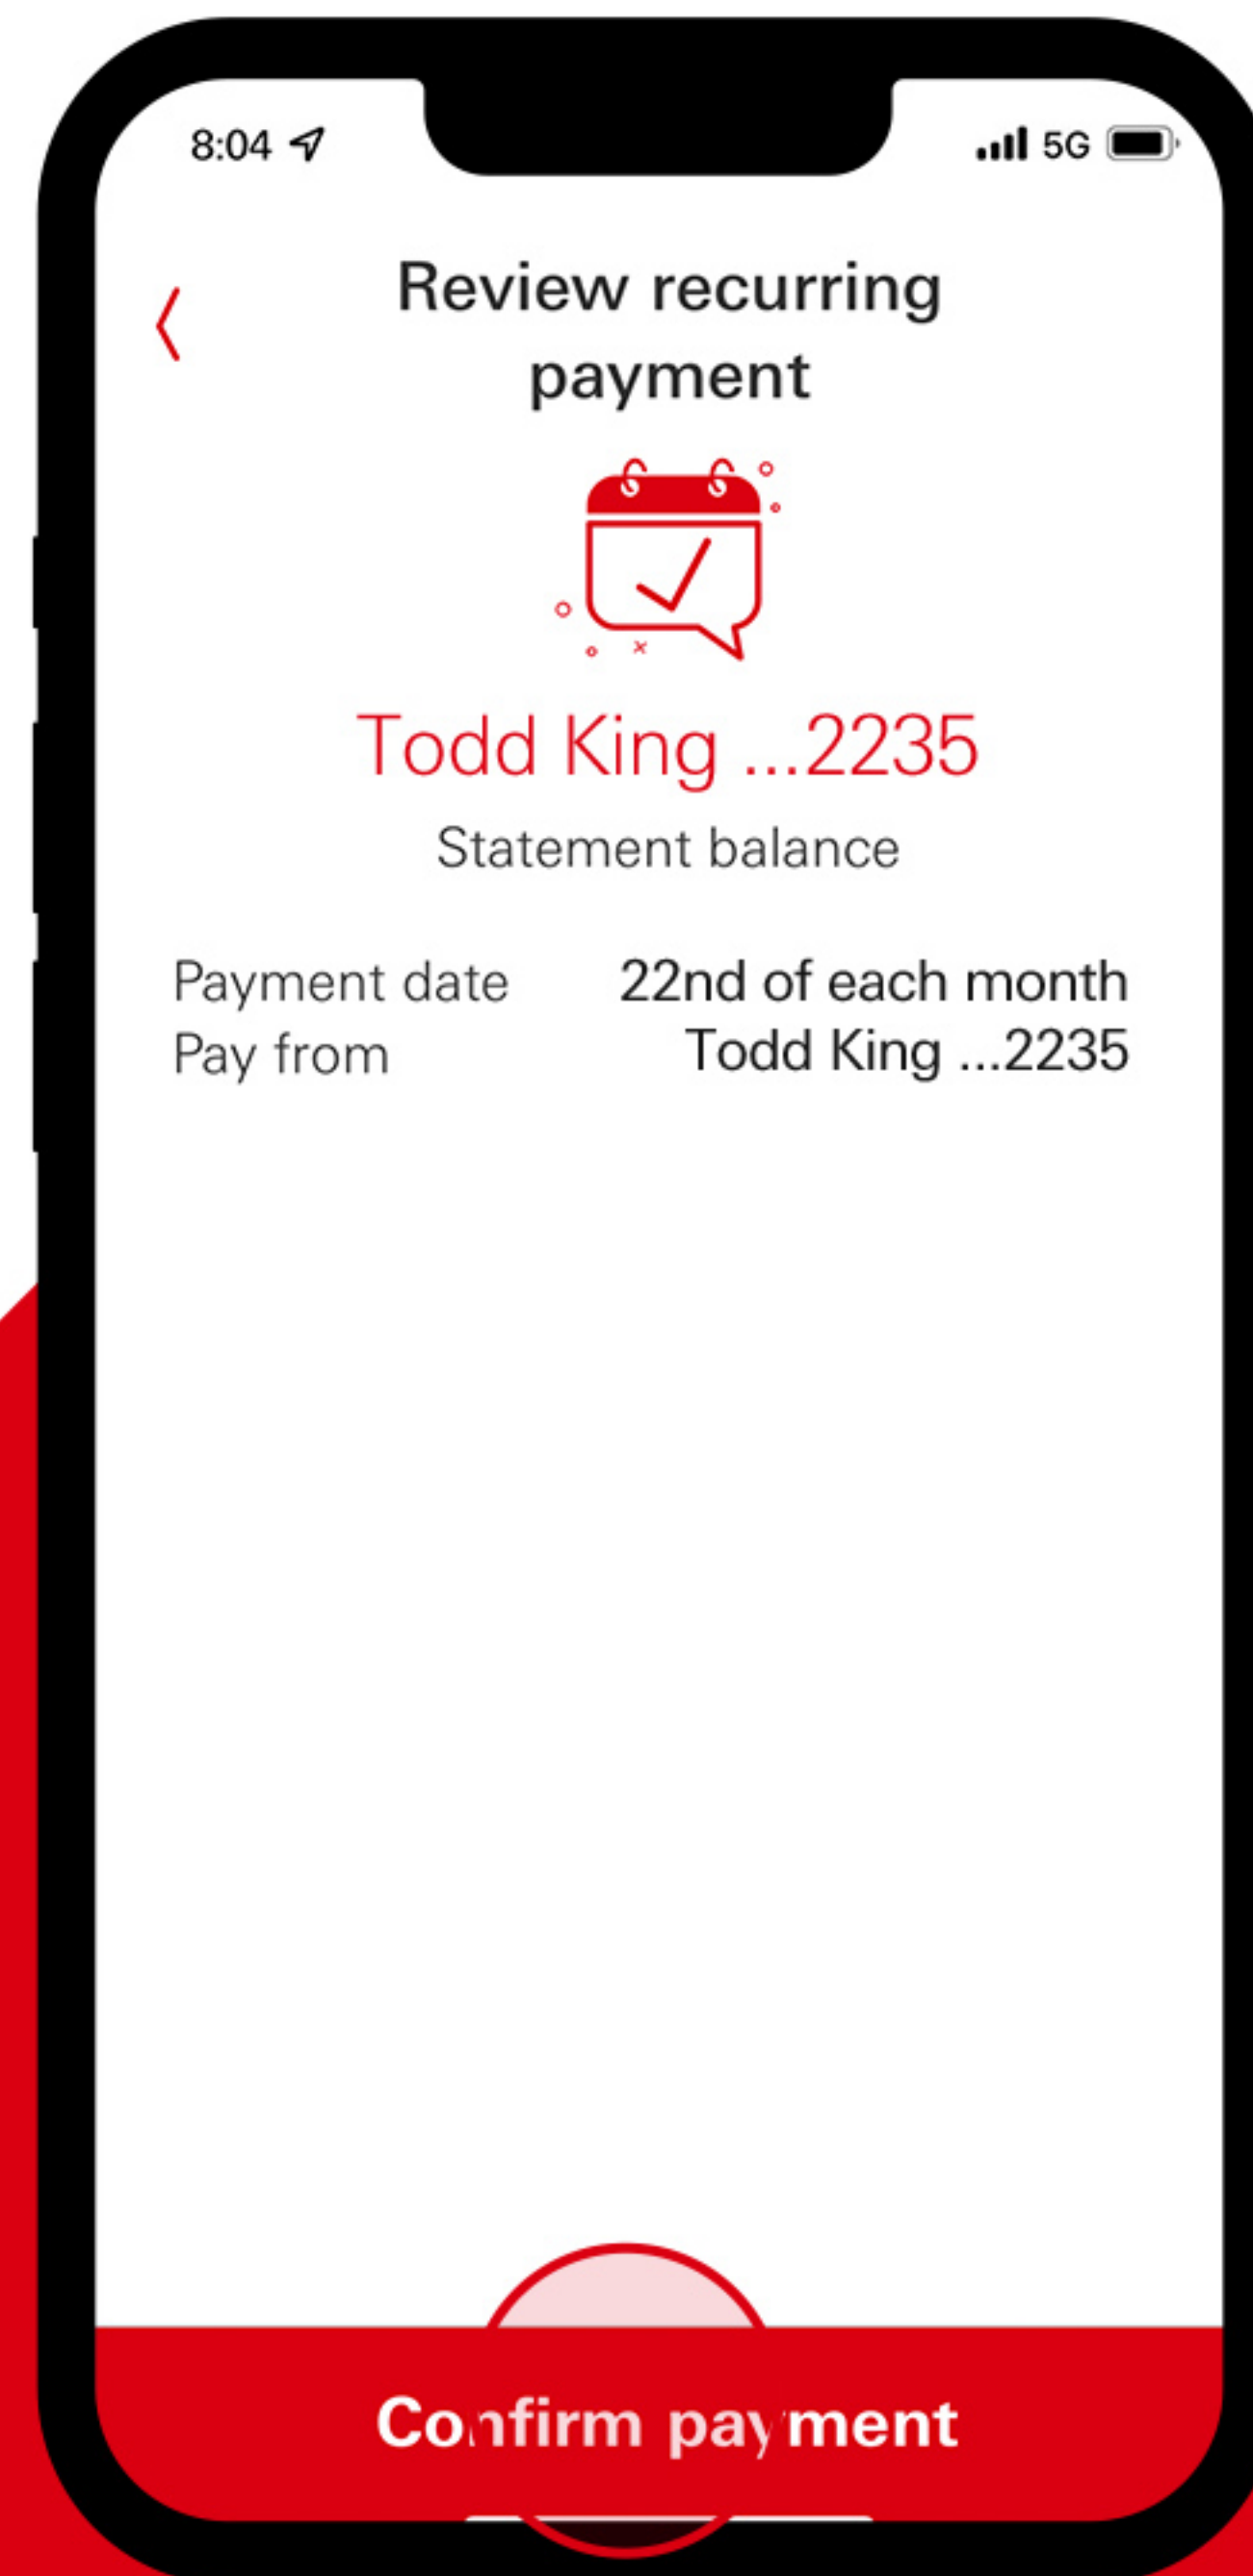 8:04
5G
Review recurring
payment
Todd King ...2235
Statement balance
Payment date 22nd of each month
Pay from Todd King ...2235
Confirm payment